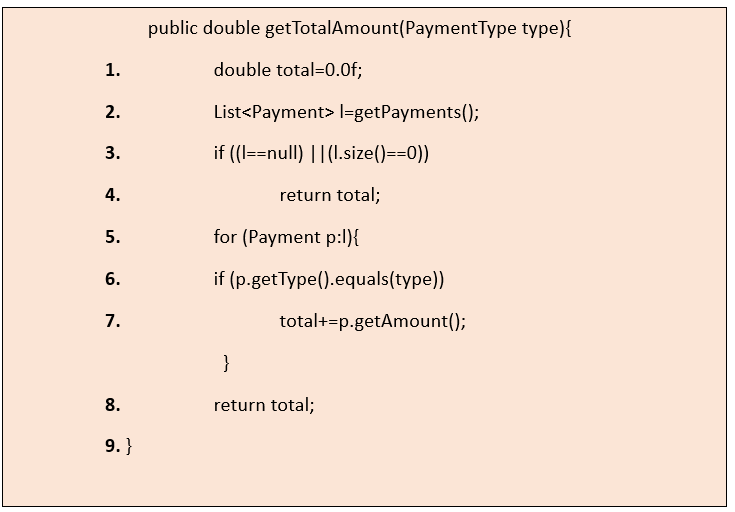 public double getTotalAmount(PaymentType type){
1. double total=0.0f;
2. List<Payment> l=getPayments();
3. if ((l==null) ||(l.size()==0))
4. return total;
5. for (Payment p:l){
6. if (p.getType().equals(type))
7. total+=p.getAmount();
}
8. return total;
9. }